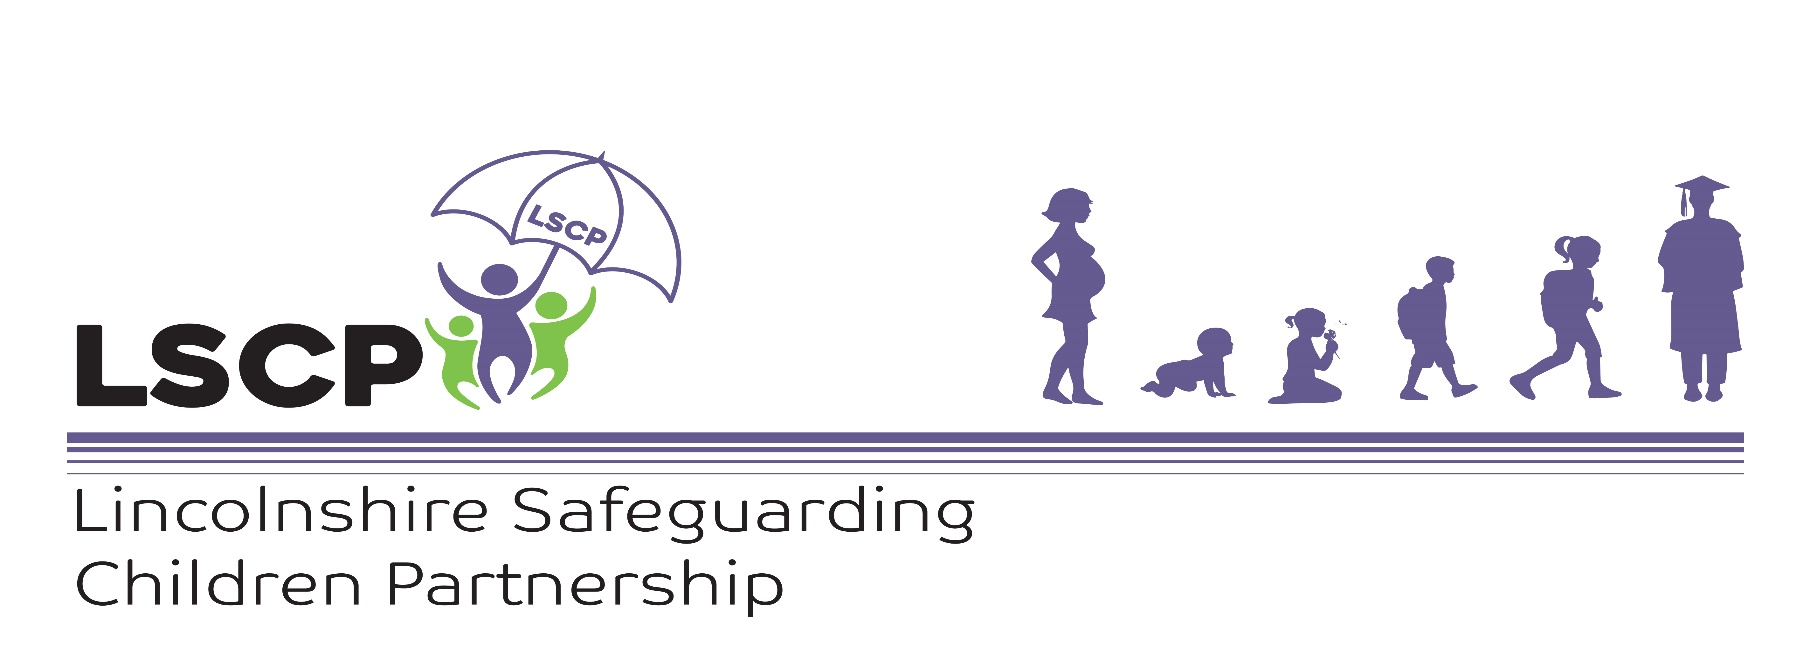 LSCP
LSCP
Lincolnshire Safeguarding
Children Partnership